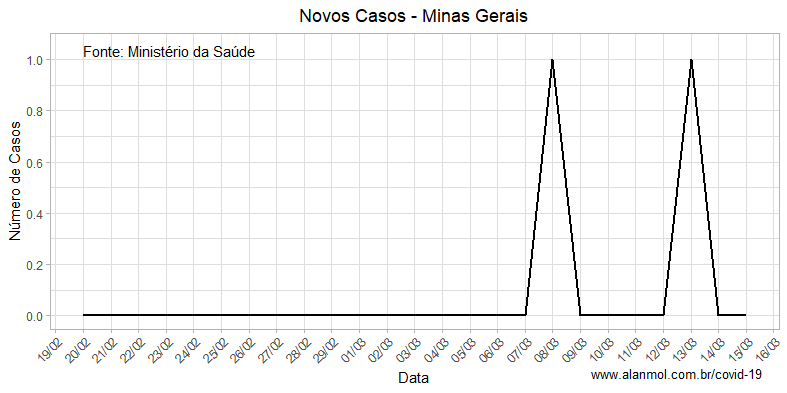 Novos Casos - Minas Gerais
Fonte: Ministério da Saúde
Número de Casos
1.0
0.8
0.6
0.4
0.2
0.0
19/02 20/02 21/02 22/02 23/02 24/02 25/02 26/02 27/02 28/02 29/02 01/03 02/03 03/03 04/03 05/03 06/03 07/03 08/03 09/03 10/03 11/03 12/03 13/03 14/03 15/03 16/03
Data
www.alanmol.com.br/covid-19